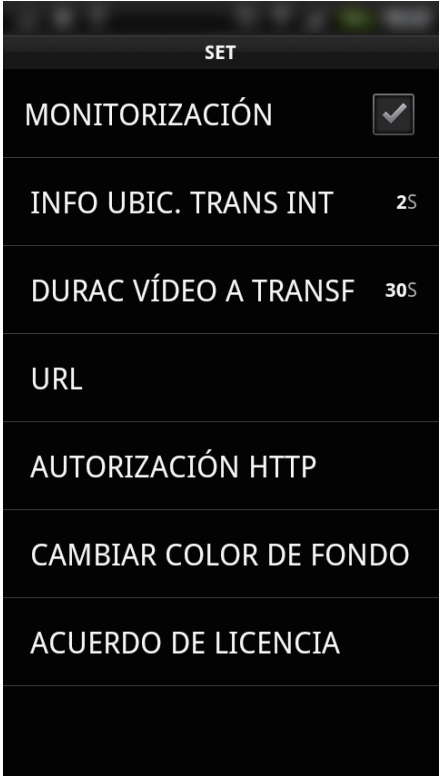 SET
MONITORIZACIÓN
INFO UBIC. TRANS INT 2S
DURAC VÍDEO A TRANSF 30S
URL
AUTORIZACIÓN HTTP
CAMBIAR COLOR DE FONDO
ACUERDO DE LICENCIA